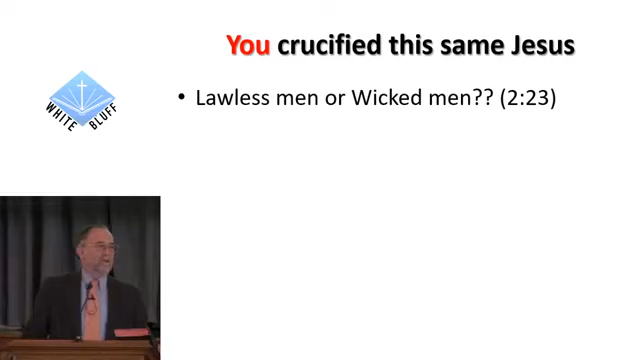 You crucified this same Jesus
• Lawless men or Wicked men?? (2:23)
WHITE BLUFF